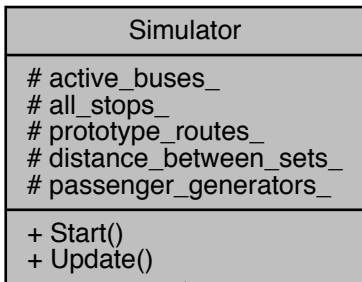 Simulator
# active_buses_
# all_stops_
# prototype_routes_
# distance_between_sets_
# passenger_generators_
+ Start()
+ Update()